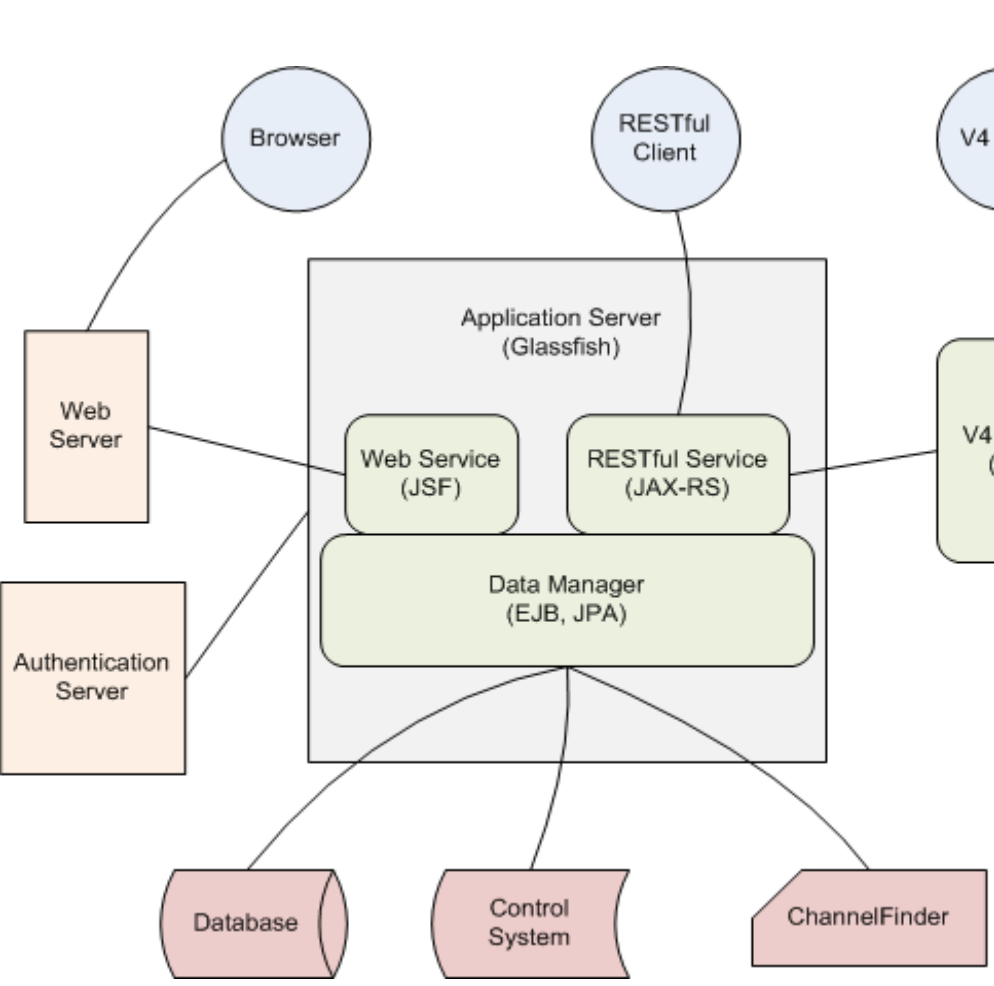 Browser
RESTful
Client
V4
Application Server
(Glassfish)
Web
Server
Web Service
(JSF)
RESTful Service
(JAX-RS)
V4
(
Data Manager
(EJB, JPA)
Authentication
Server
Database
Control
System
ChannelFinder